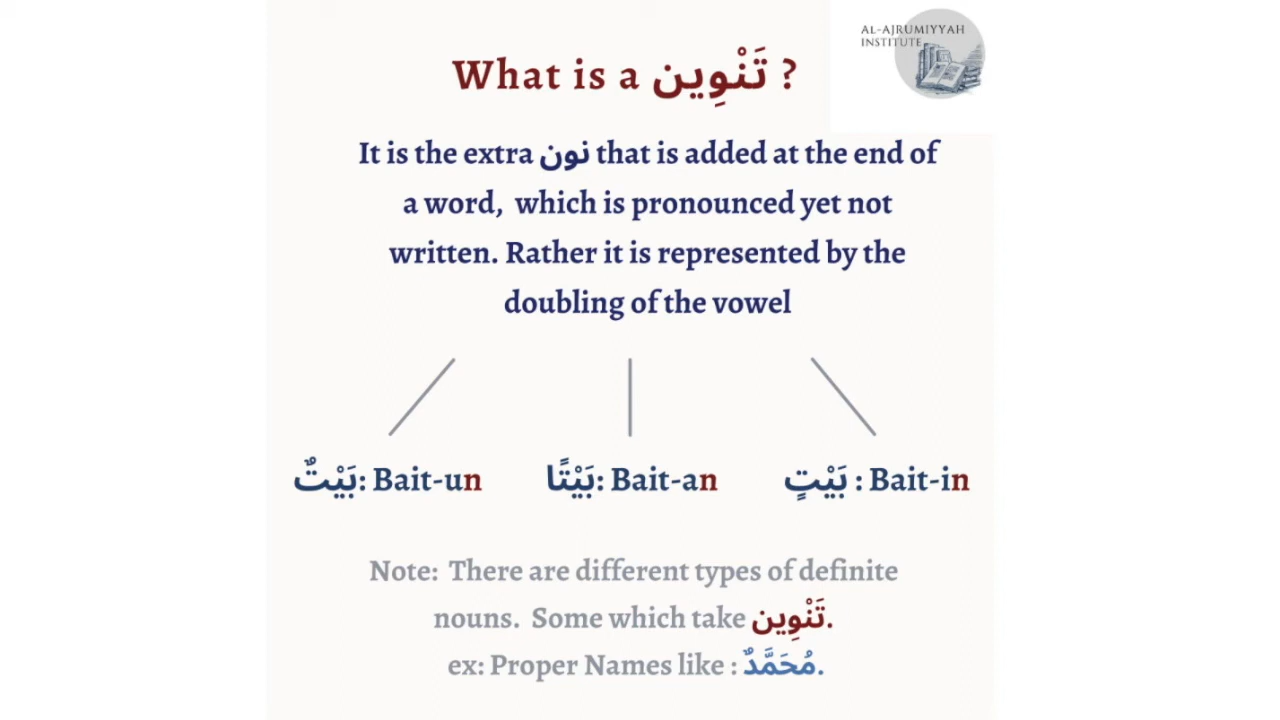 AL-AJRUMIYYAH
INSTITUTE
What is a تَنْوِين ?
It is the extra نون that is added at the end of
a word, which is pronounced yet not
written. Rather it is represented by the
doubling of the vowel
بَيْتٌ: Bait-un
بَيْتًا: Bait-an
بَيْتٍ : Bait-in
Note: There are different types of definite
nouns. Some which take تَنْوِين.
ex: Proper Names like : مُحَمَّدٌ.